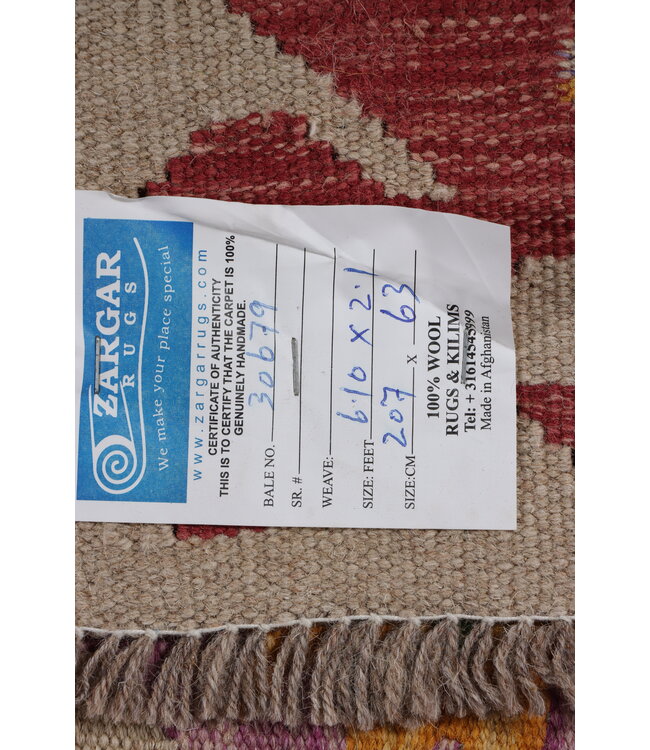 ZARGAR
RUGS
We make your place special
www.zargarrugs.com
CERTIFICATE OF AUTHENTICITY
THIS IS TO CERTIFY THAT THE CARPET IS 100%
GENUINELY HANDMADE.
BALE NO. 30679
SR. #
WEAVE:
SIZE: FEET 6.10 X 2.1
SIZE:CM 207 X 63
100% WOOL
RUGS & KILIMS
Tel: + 31614545999
Made in Afghanistan